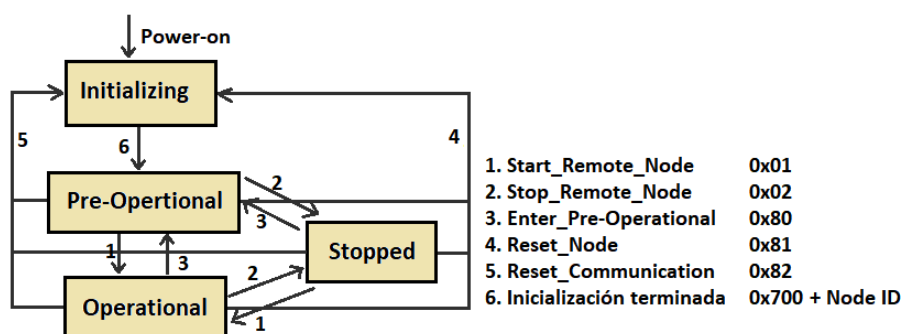 Power-on
Initializing
5
4
6
Pre-Opertional
2
3
1
3
Stopped
2
Operational
1
1. Start_Remote_Node 0x01
2. Stop_Remote_Node 0x02
3. Enter_Pre-Operational 0x80
4. Reset_Node 0x81
5. Reset_Communication 0x82
6. Inicialización terminada 0x700 + Node ID